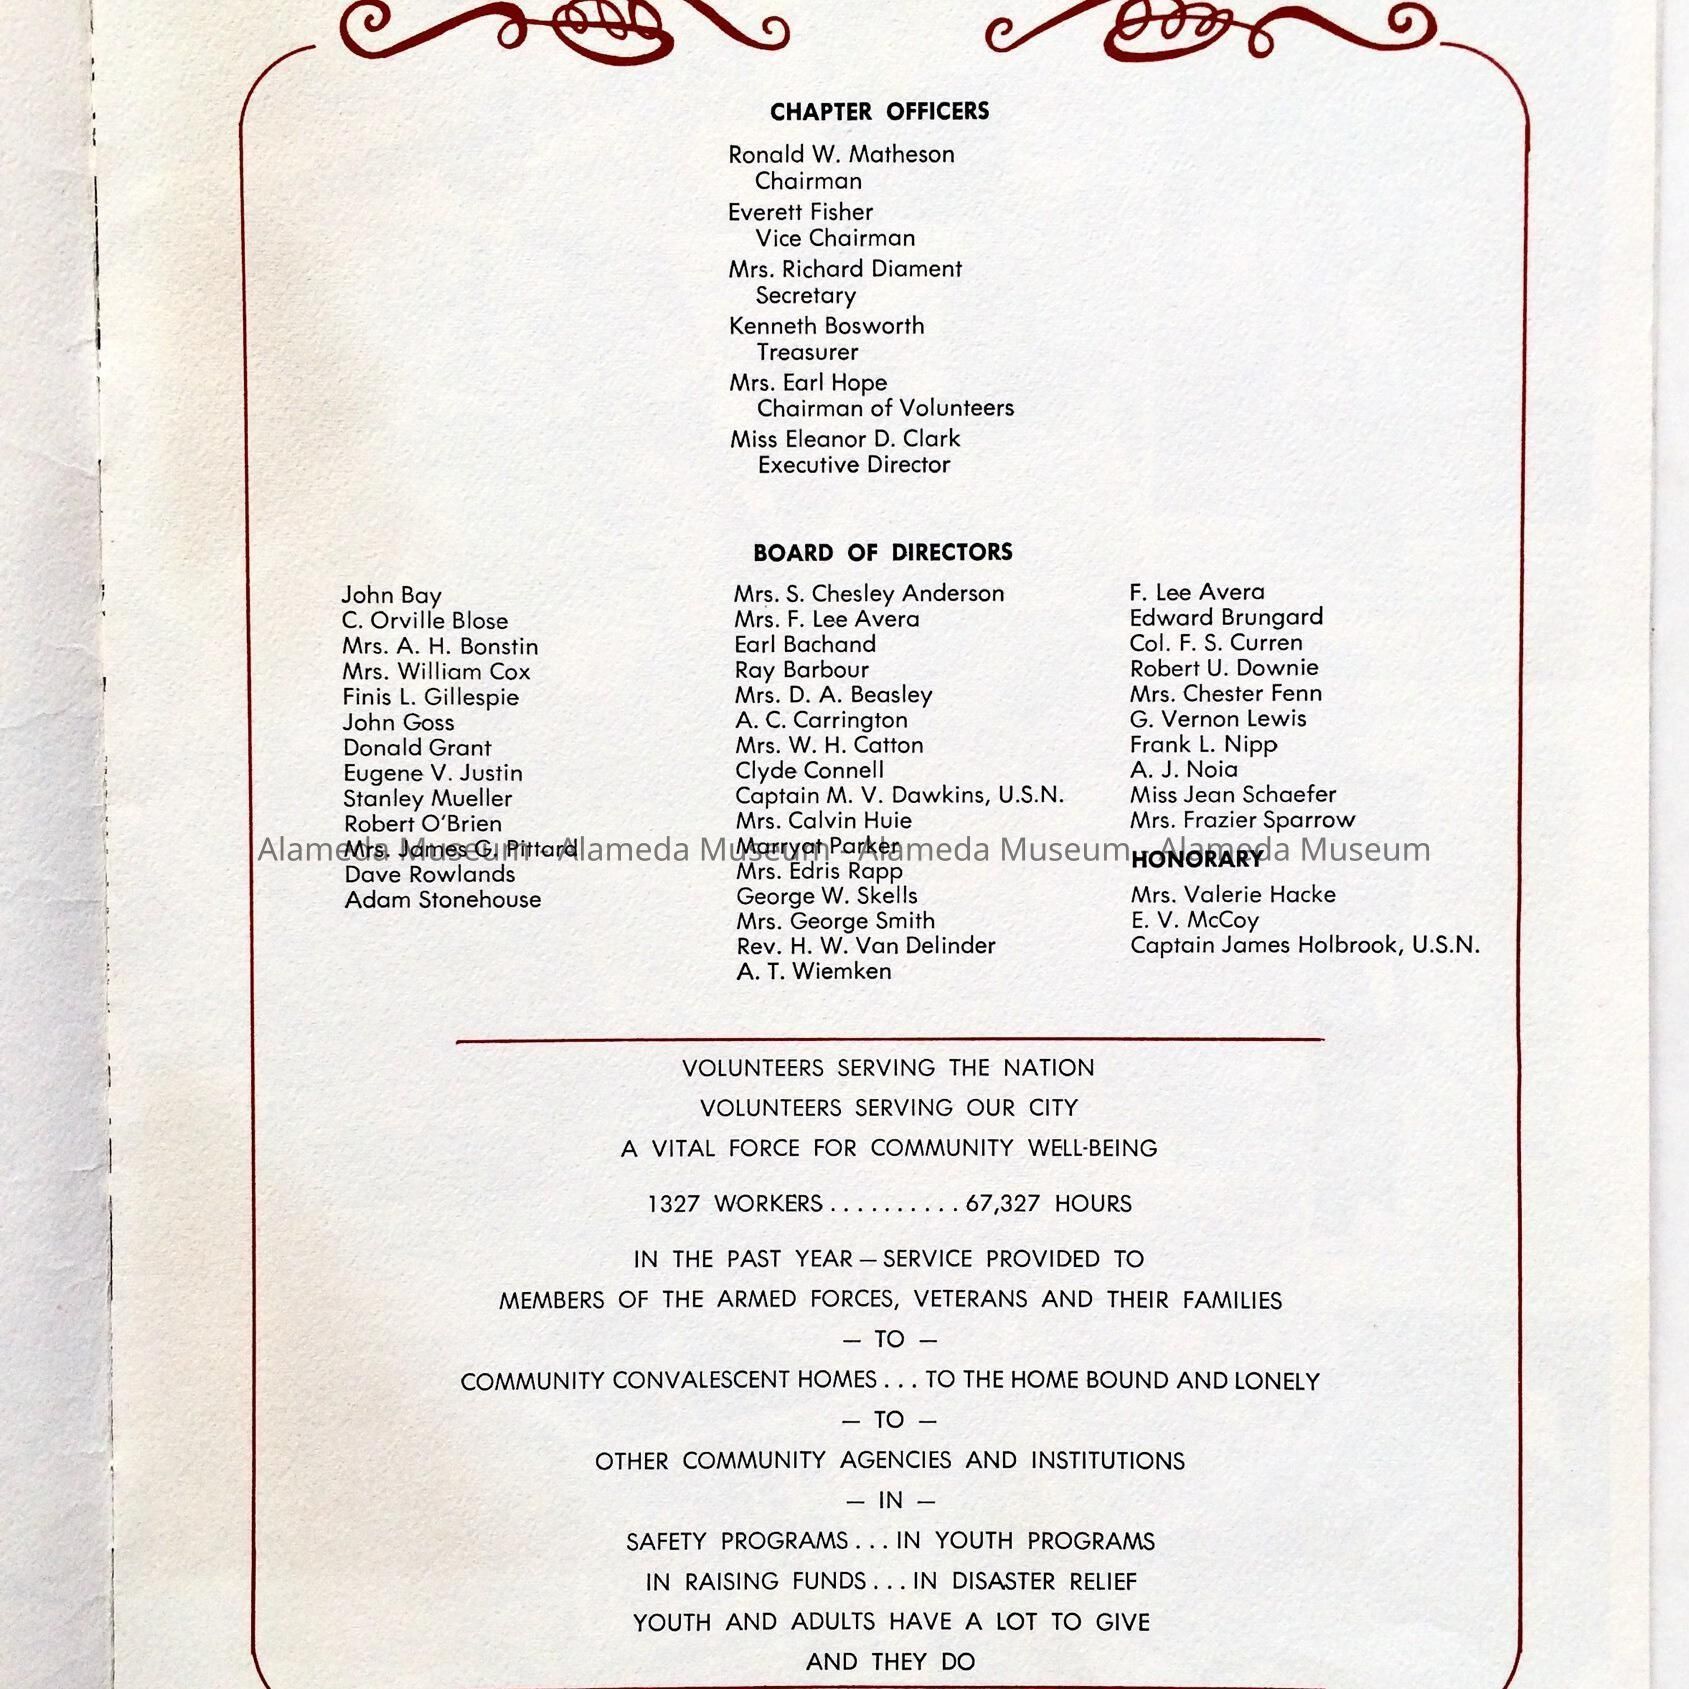 CHAPTER OFFICERS
Ronald W. Matheson
Chairman
Everett Fisher
Vice Chairman
Mrs. Richard Diament
Secretary
Kenneth Bosworth
Treasurer
Mrs. Earl Hope
Chairman of Volunteers
Miss Eleanor D. Clark
Executive Director
BOARD OF DIRECTORS
John Bay
C. Orville Blose
Mrs. A. H. Bonstin
Mrs. William Cox
Finis L. Gillespie
John Goss
Donald Grant
Eugene V. Justin
Stanley Mueller
Robert O'Brien
Mrs. James G. Pittard
Dave Rowlands
Adam Stonehouse
Mrs. S. Chesley Anderson
Mrs. F. Lee Avera
Earl Bachand
Ray Barbour
Mrs. D. A. Beasley
A. C. Carrington
Mrs. W. H. Catton
Clyde Connell
Captain M. V. Dawkins, U.S.N.
Mrs. Calvin Huie
Marryat Parker
Mrs. Edris Rapp
George W. Skells
Mrs. George Smith
Rev. H. W. Van Delinder
A. T. Wiemken
F. Lee Avera
Edward Brungard
Col. F. S. Curren
Robert U. Downie
Mrs. Chester Fenn
G. Vernon Lewis
Frank L. Nipp
A. J. Noia
Miss Jean Schaefer
Mrs. Frazier Sparrow
HONORARY
Mrs. Valerie Hacke
E. V. McCoy
Captain James Holbrook, U.S.N.
Alameda Museum - Alameda Museum - Alameda Museum - Alameda Museum
VOLUNTEERS SERVING THE NATION
VOLUNTEERS SERVING OUR CITY
A VITAL FORCE FOR COMMUNITY WELL-BEING
1327 WORKERS . . . . . . . . . . 67,327 HOURS
IN THE PAST YEAR — SERVICE PROVIDED TO
MEMBERS OF THE ARMED FORCES, VETERANS AND THEIR FAMILIES
— TO —
COMMUNITY CONVALESCENT HOMES . . . TO THE HOME BOUND AND LONELY
— TO —
OTHER COMMUNITY AGENCIES AND INSTITUTIONS
— IN —
SAFETY PROGRAMS . . . IN YOUTH PROGRAMS
IN RAISING FUNDS . . . IN DISASTER RELIEF
YOUTH AND ADULTS HAVE A LOT TO GIVE
AND THEY DO